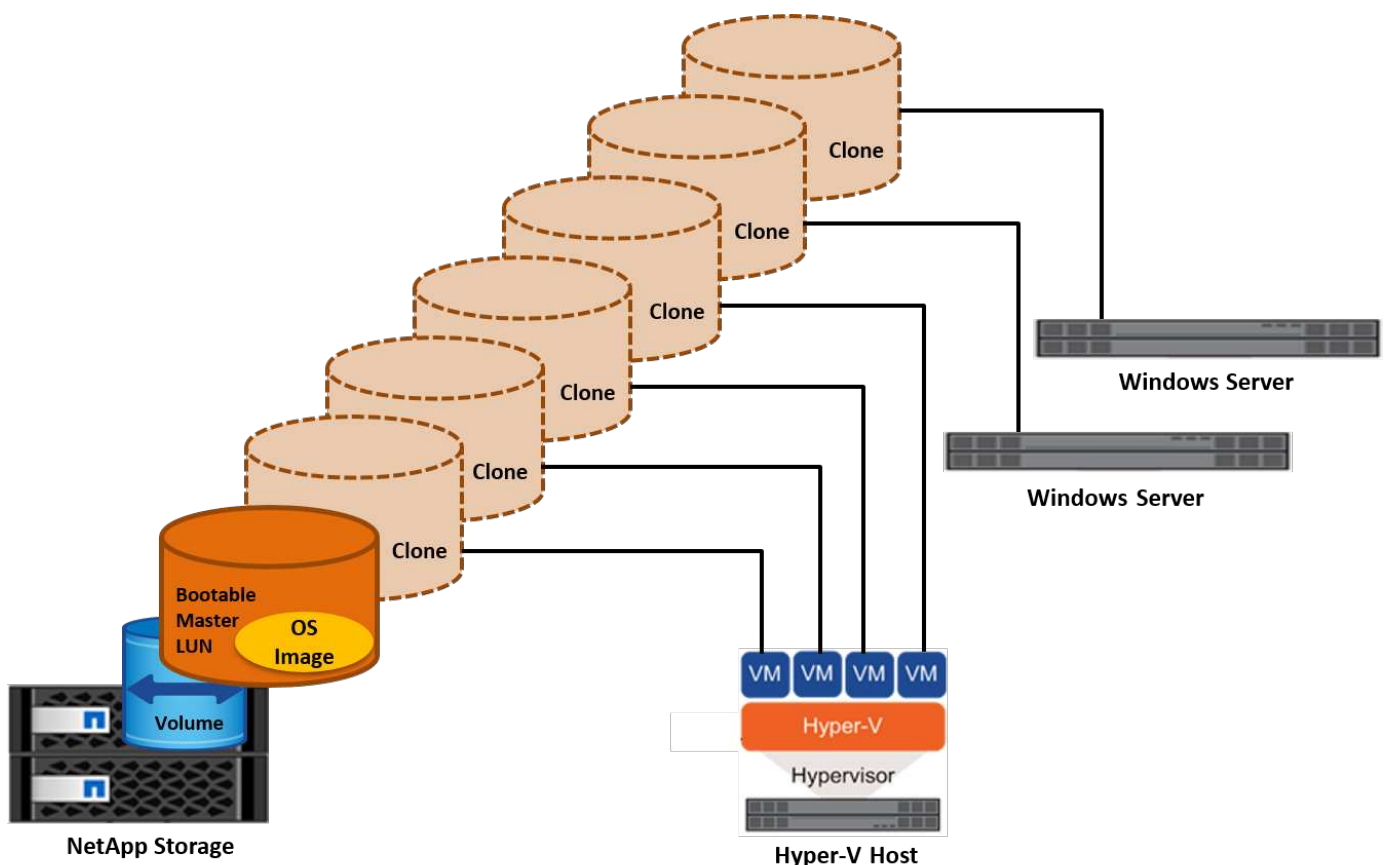 Clone
Clone
Clone
Clone
Clone
Clone
Windows Server
Windows Server
Bootable
Master
LUN
OS
Image
Volume
NetApp Storage
VM VM VM VM
Hyper-V
Hypervisor
Hyper-V Host